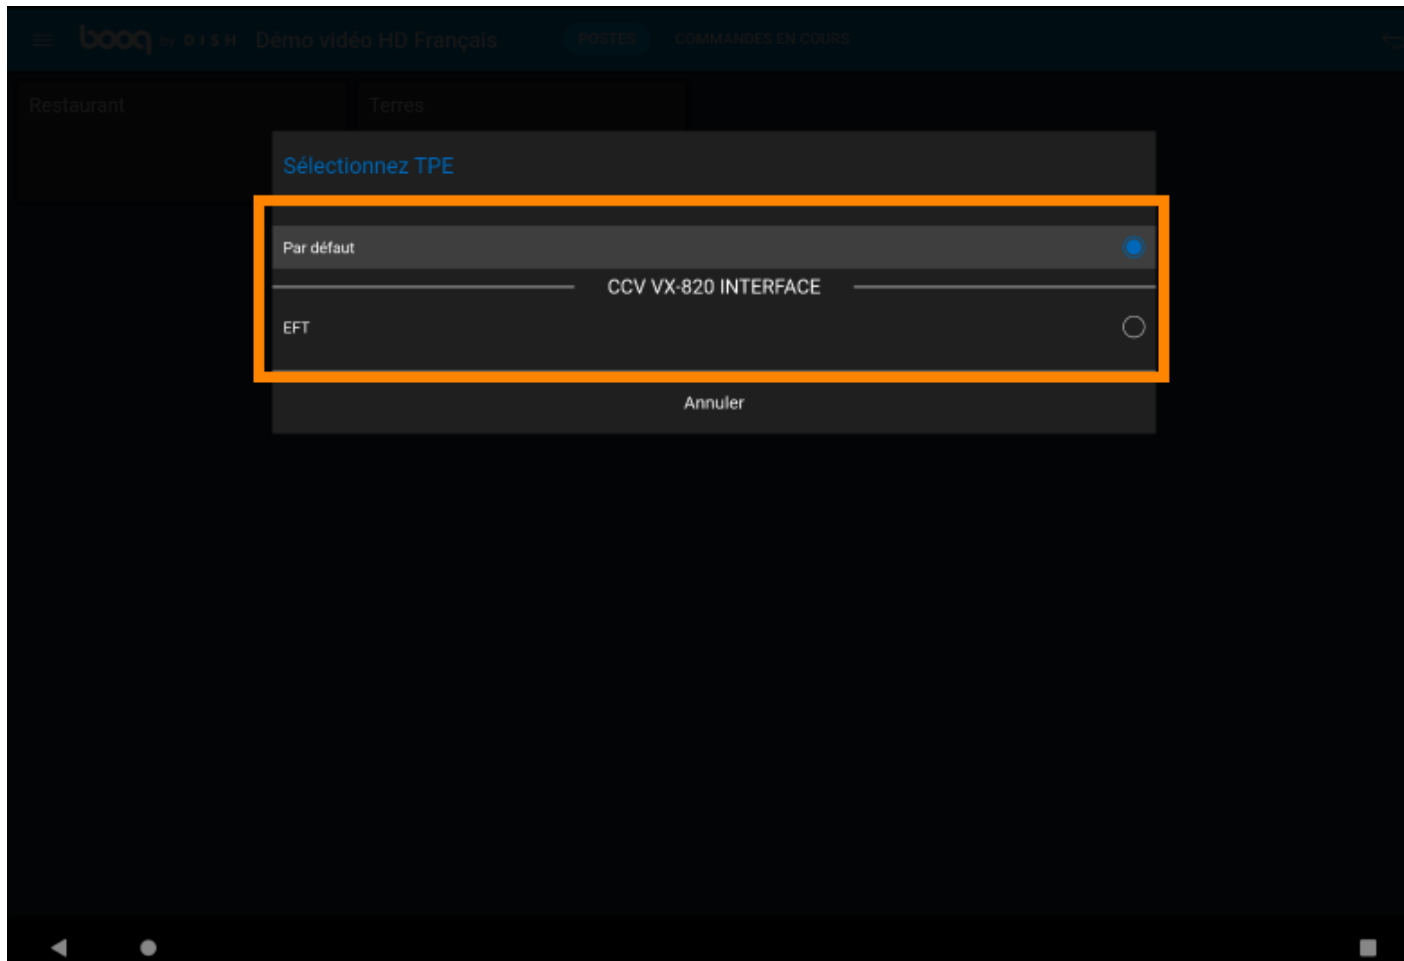 booq by DISH Démo vidéo HD Français POSTES COMMANDES EN COURS
Restaurant Terres
Sélectionnez TPE
Par défaut
CCV VX-820 INTERFACE
EFT
Annuler